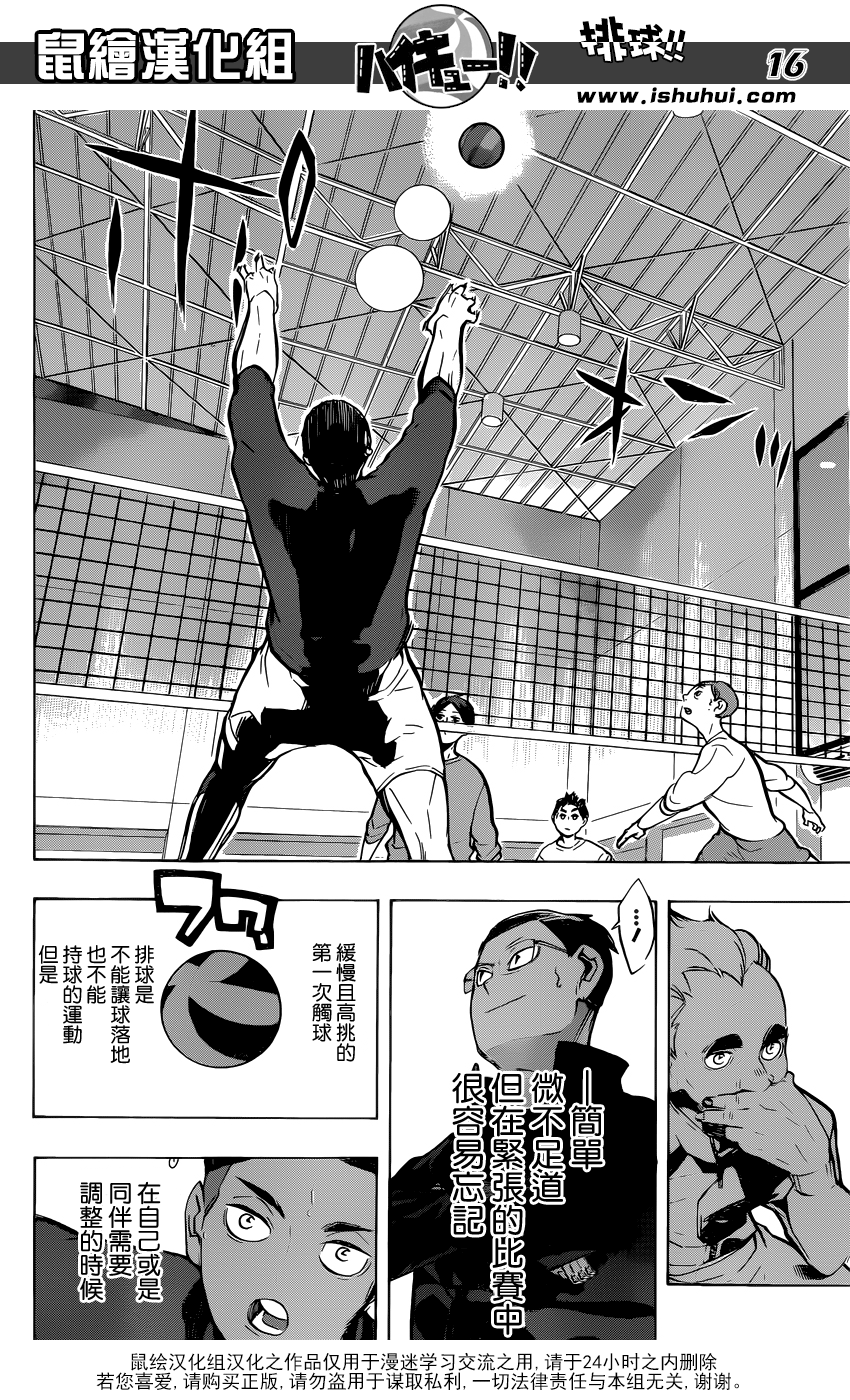 鼠繪漢化組
ハイキュー!!
排球!!
16
www.ishuhui.com
…!
一簡單
微不足道
但在緊張的比賽中
很容易忘記
緩慢且高挑的
第一次觸球
フワ
排球是
不能讓球落地
也不能
持球的運動
但是
在自己或是
同伴需要
調整的時候
鼠绘汉化组汉化之作品仅用于漫迷学习交流之用,请于24小时之内删除
若您喜爱,请购买正版,请勿盗用于谋取私利,一切法律责任与本组无关,谢谢。